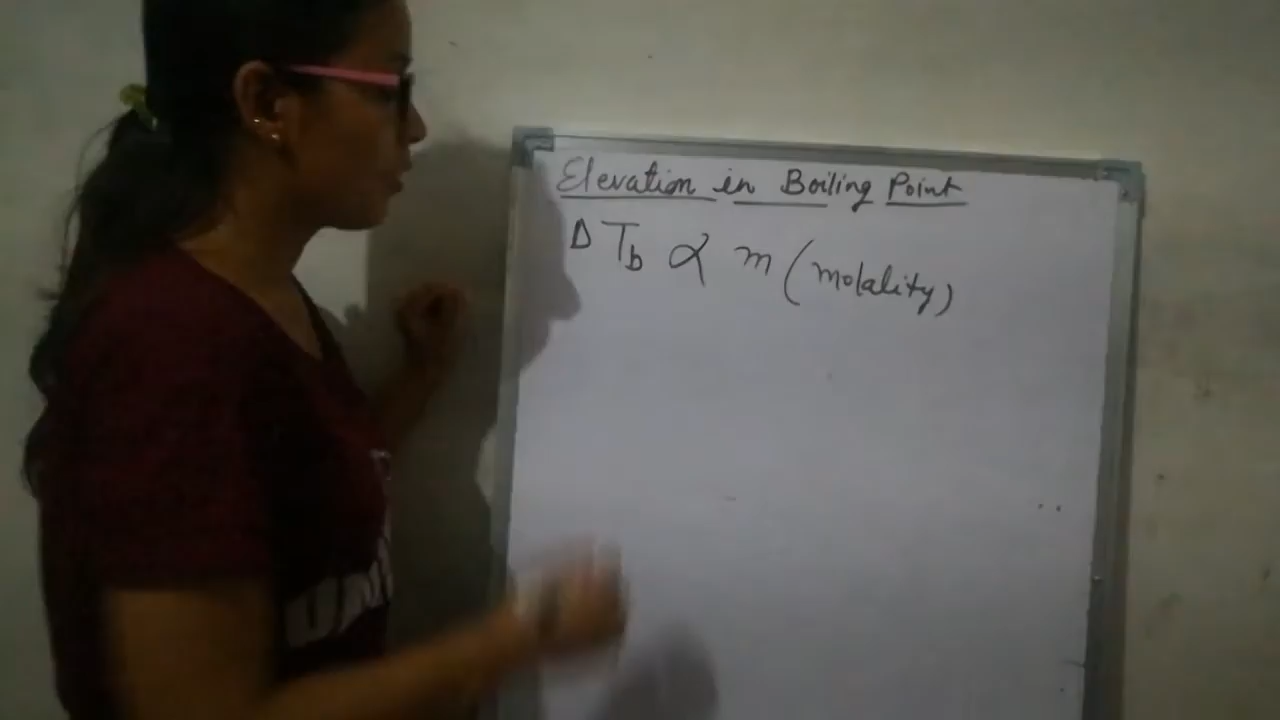 Elevation in Boiling Point
Δ Tb ∝ m (molality)